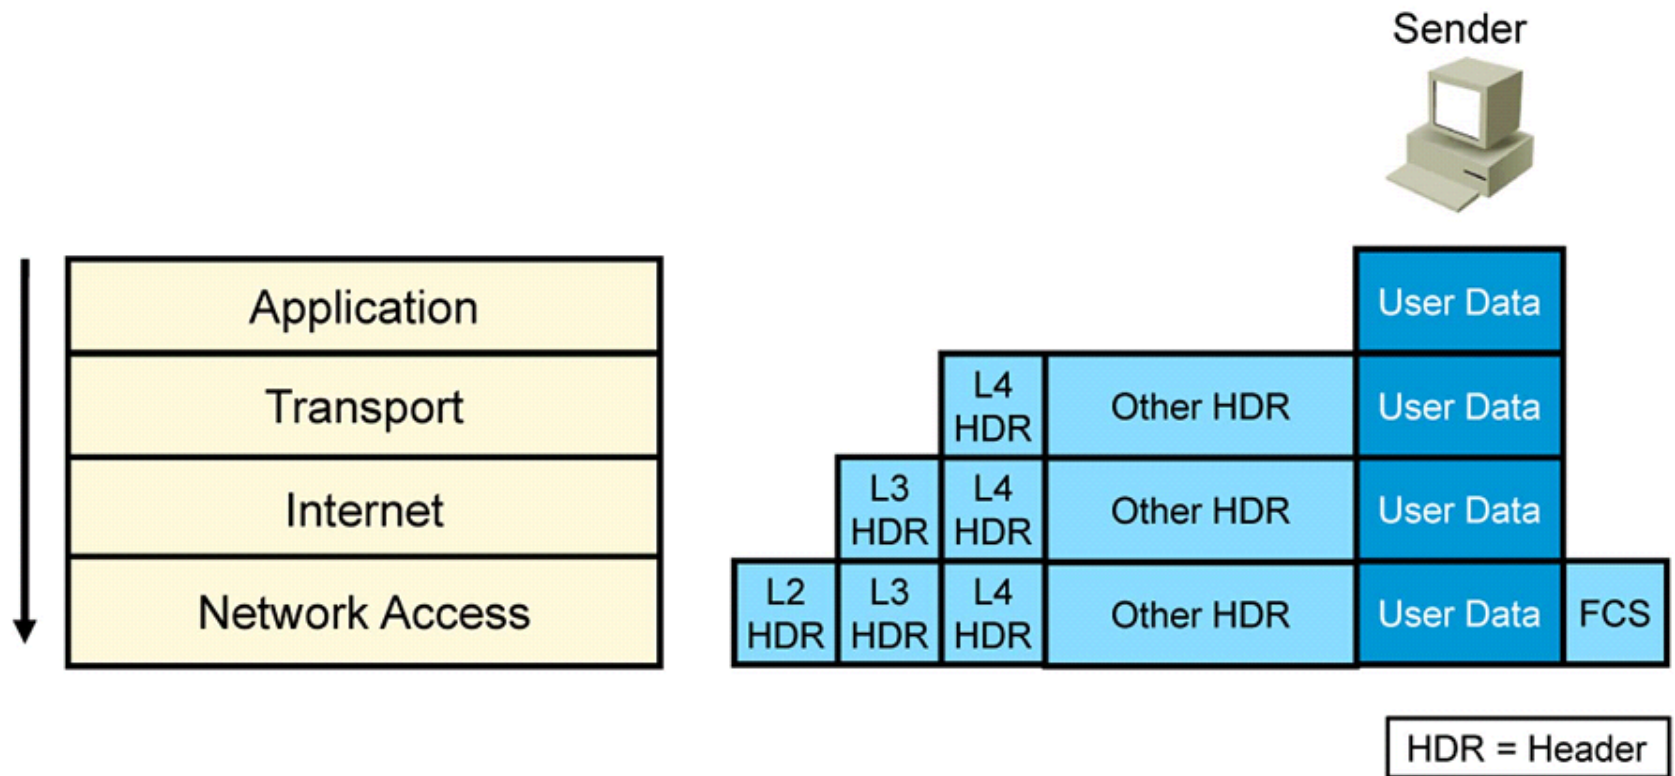 Sender
Application
User Data
Transport
L4
HDR
Other HDR
User Data
Internet
L3
HDR
L4
HDR
Other HDR
User Data
Network Access
L2
HDR
L3
HDR
L4
HDR
Other HDR
User Data
FCS
HDR = Header